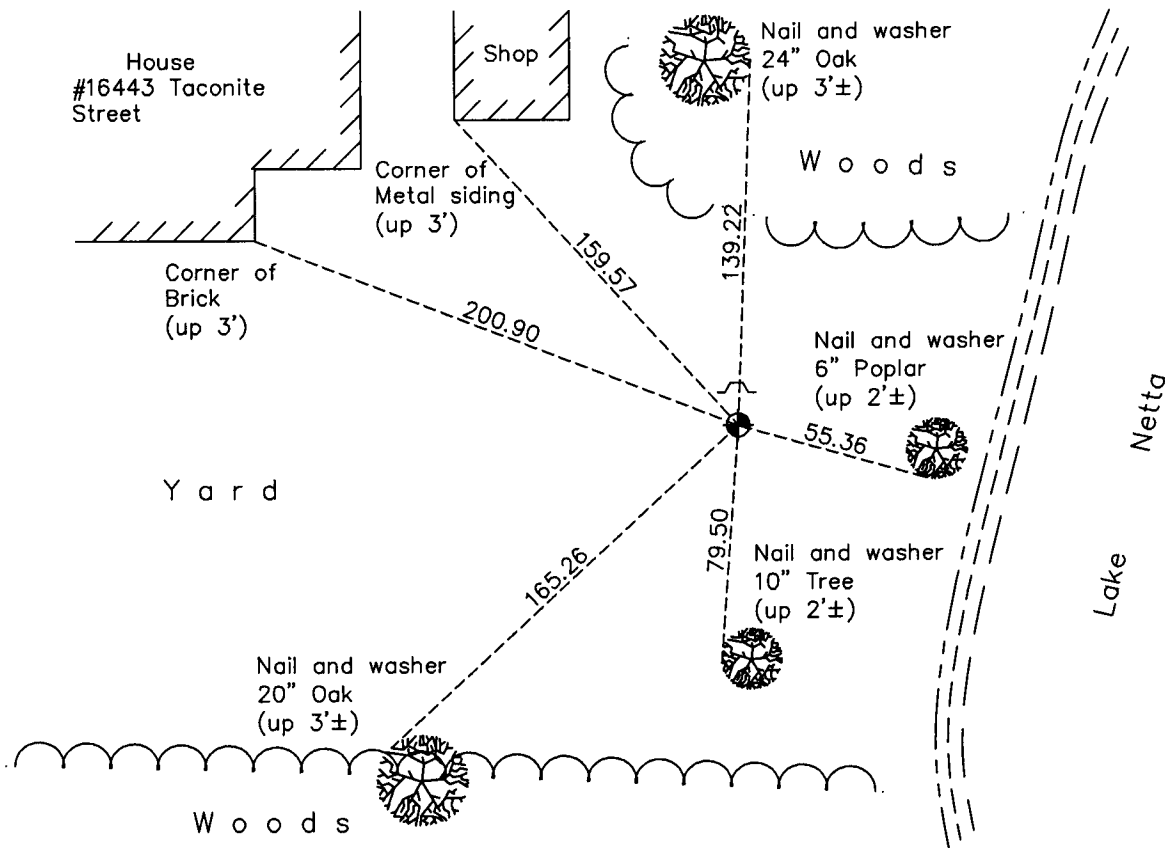 House
#16443 Taconite
Street
Shop
Nail and washer
24" Oak
(up 3'±)
Woods
Corner of
Metal siding
(up 3')
139.22
159.57
Corner of
Brick
(up 3')
200.90
Nail and washer
6" Poplar
(up 2'±)
55.36
Netta
Lake
Yard
79.50
165.26
Nail and washer
10" Tree
(up 2'±)
Nail and washer
20" Oak
(up 3'±)
Woods